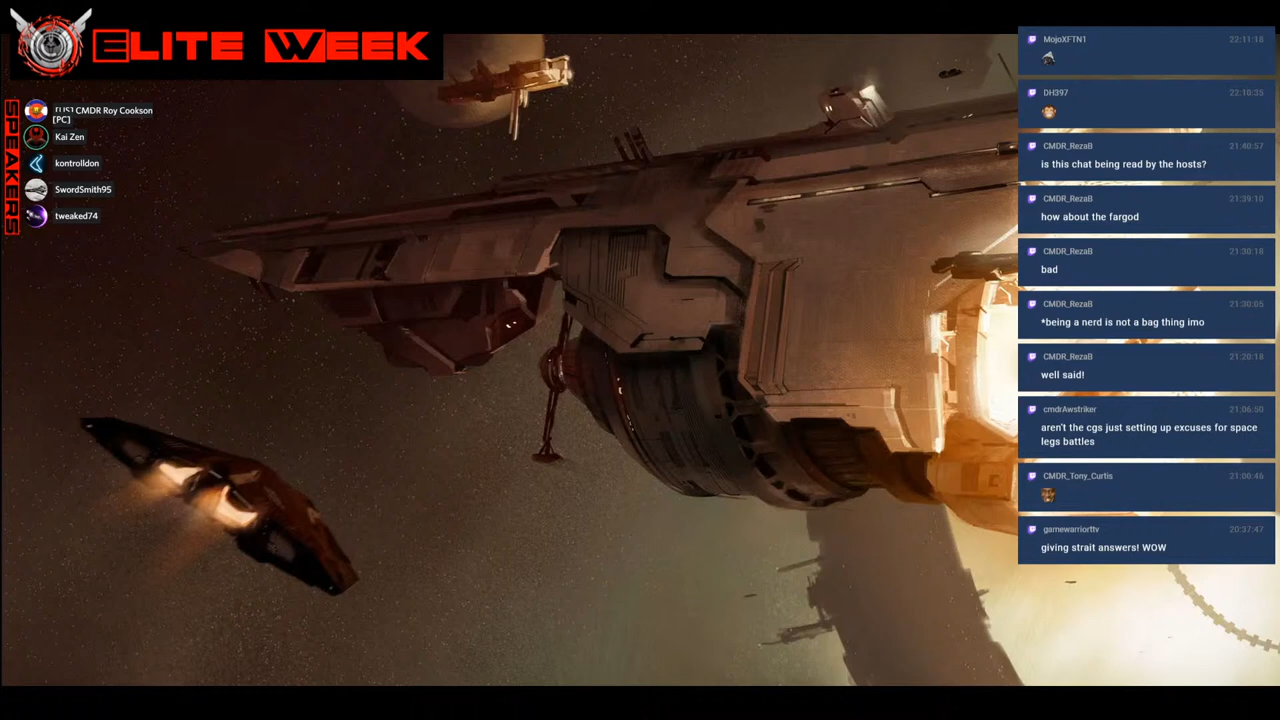 ELITE WEEK
SPEAKERS
[US] CMDR Roy Cookson
[PC]
Kai Zen
kontrolldon
SwordSmith95
tweaked74
MojoXFTN1 22:11:18
DH397 22:10:35
CMDR_RezaB 21:40:57
is this chat being read by the hosts?
CMDR_RezaB 21:39:10
how about the fargod
CMDR_RezaB 21:30:18
bad
CMDR_RezaB 21:30:05
*being a nerd is not a bag thing imo
CMDR_RezaB 21:20:18
well said!
cmdrAwstriker 21:06:50
aren't the cgs just setting up excuses for space
legs battles
CMDR_Tony_Curtis 21:00:46
gamewarriorttv 20:37:47
giving strait answers! WOW